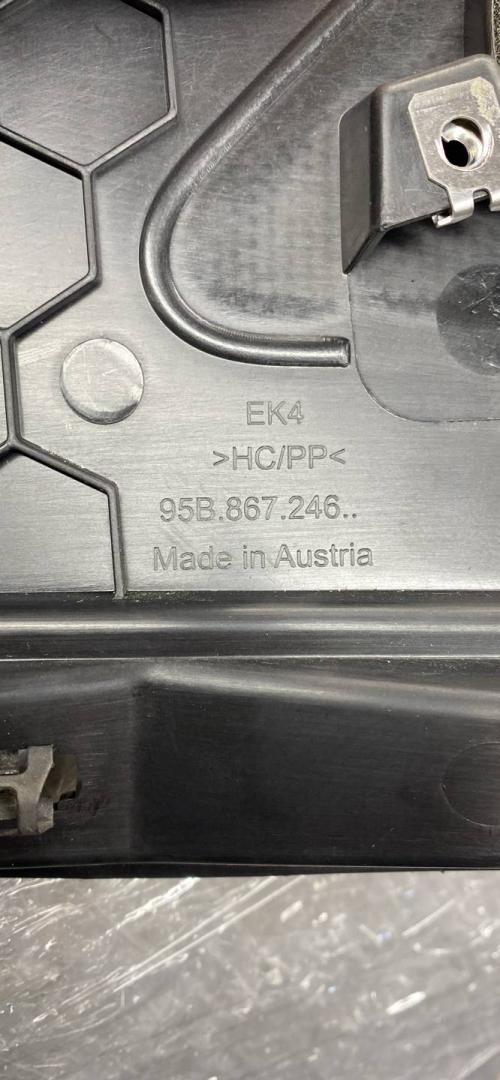 EK4
>HC/PP<
95B.867.246..
Made in Austria